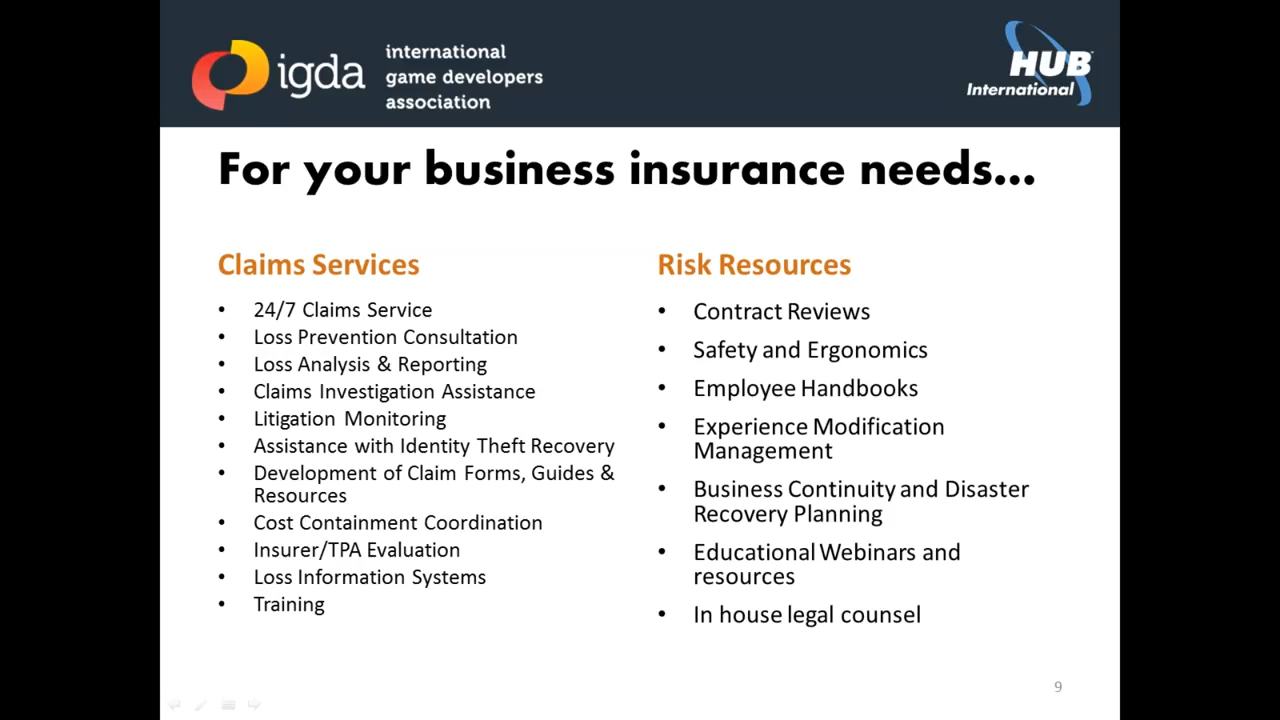 igda
international
game developers
association
HUB
International
For your business insurance needs...
Claims Services
• 24/7 Claims Service
• Loss Prevention Consultation
• Loss Analysis & Reporting
• Claims Investigation Assistance
• Litigation Monitoring
• Assistance with Identity Theft Recovery
• Development of Claim Forms, Guides &
Resources
• Cost Containment Coordination
• Insurer/TPA Evaluation
• Loss Information Systems
• Training
Risk Resources
• Contract Reviews
• Safety and Ergonomics
• Employee Handbooks
• Experience Modification
Management
• Business Continuity and Disaster
Recovery Planning
• Educational Webinars and
resources
• In house legal counsel
9